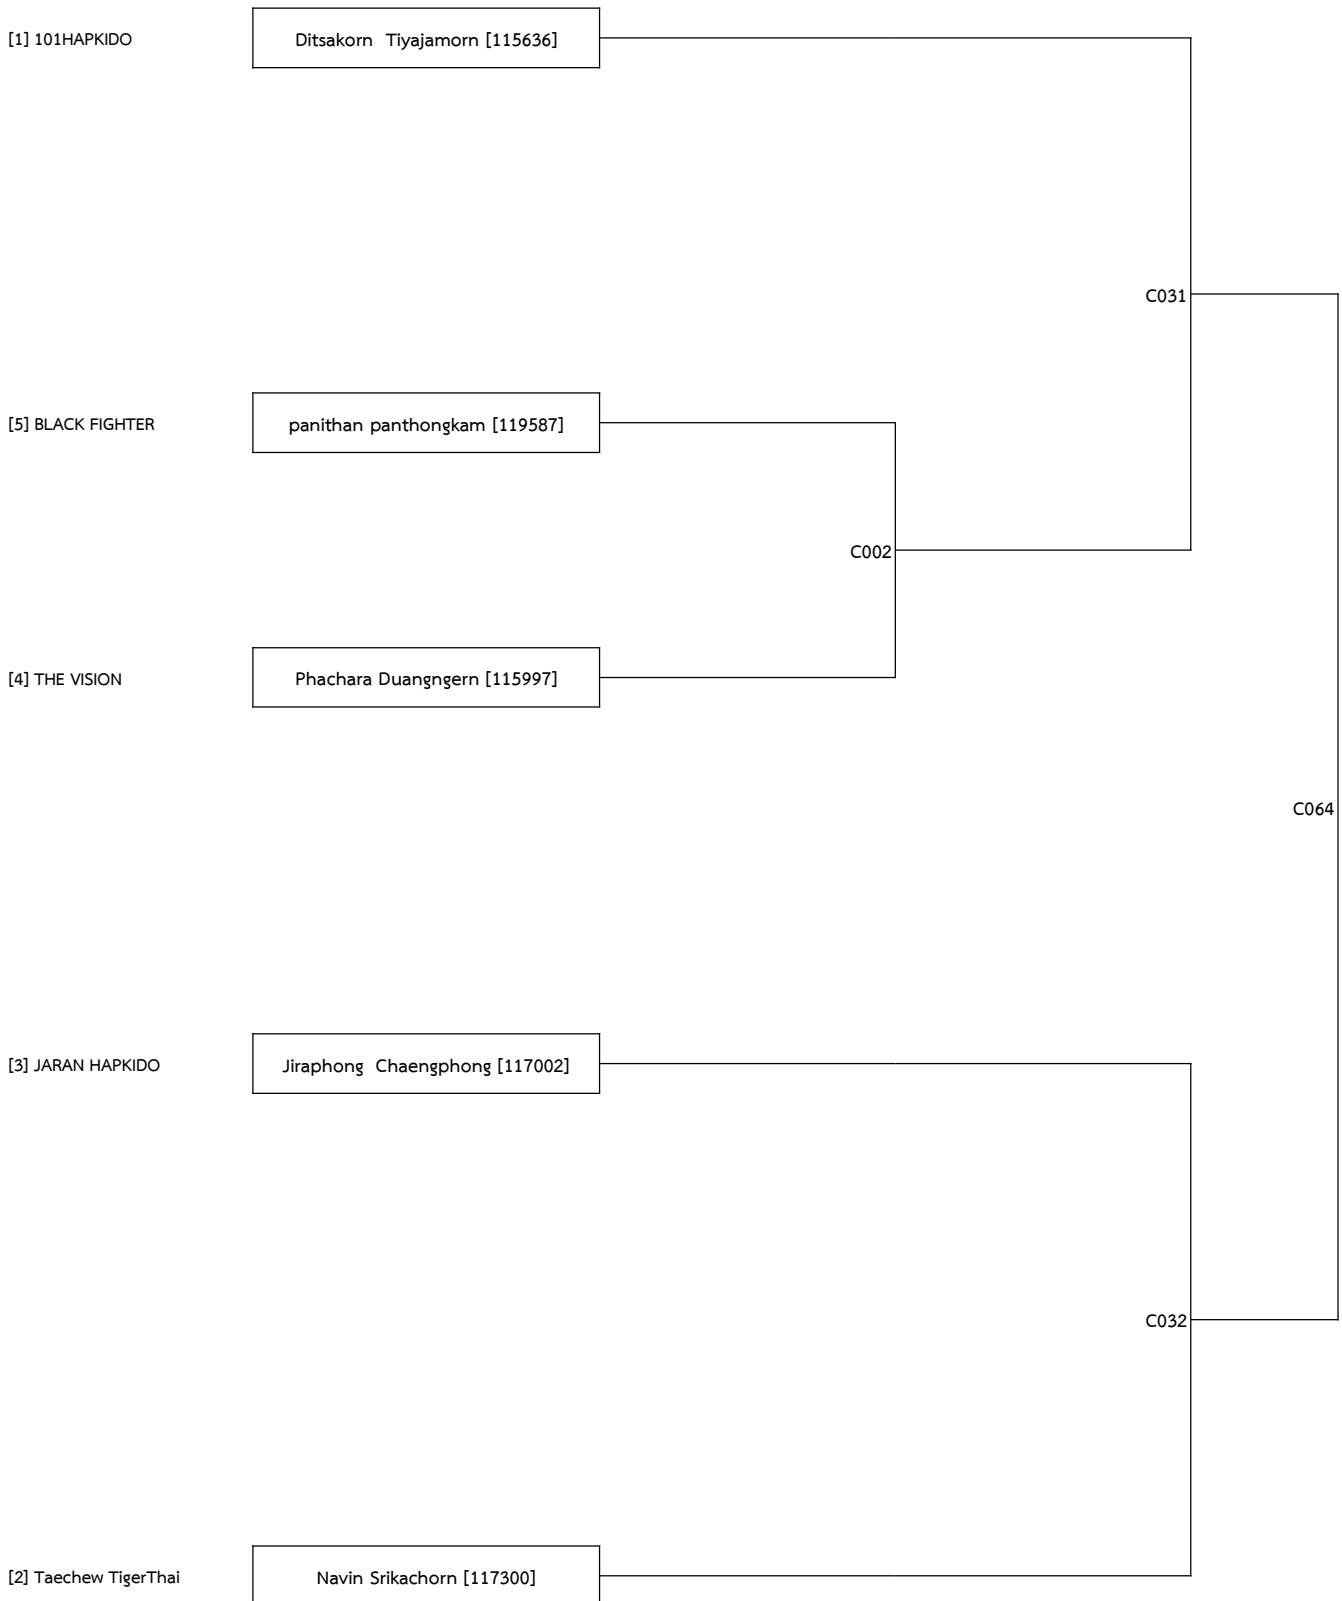 [1] 101HAPKIDO
Ditsakorn  Tiyajamorn [115636]
C031
[5] BLACK FIGHTER
panithan panthongkam [119587]
C002
[4] THE VISION
Phachara Duangngern [115997]
C064
[3] JARAN HAPKIDO
Jiraphong  Chaengphong [117002]
C032
[2] Taechew TigerThai
Navin Srikachorn [117300]